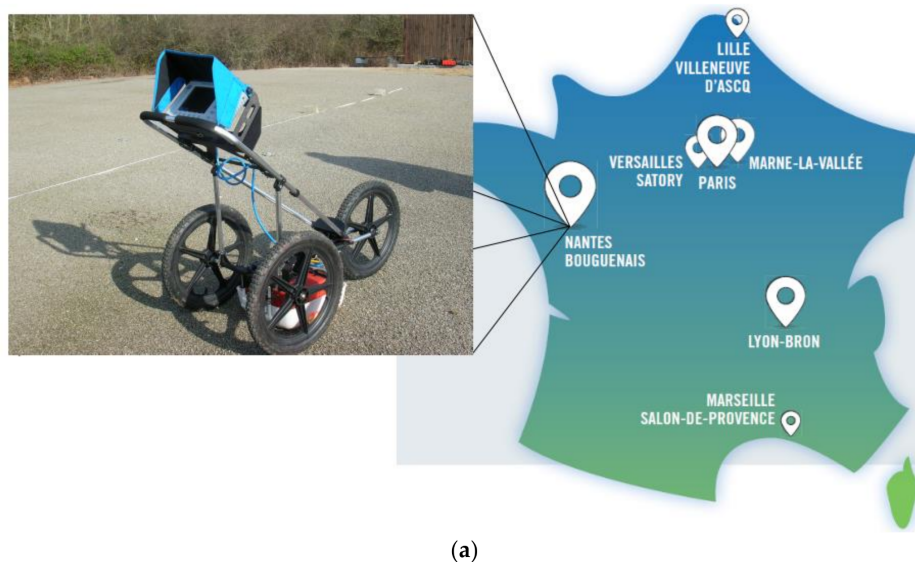 LILLE
VILLENEUVE
D'ASCQ
VERSAILLES
SATORY
PARIS
MARNE-LA-VALLÉE
NANTES
BOUGUENAIS
LYON-BRON
MARSEILLE
SALON-DE-PROVENCE
(a)